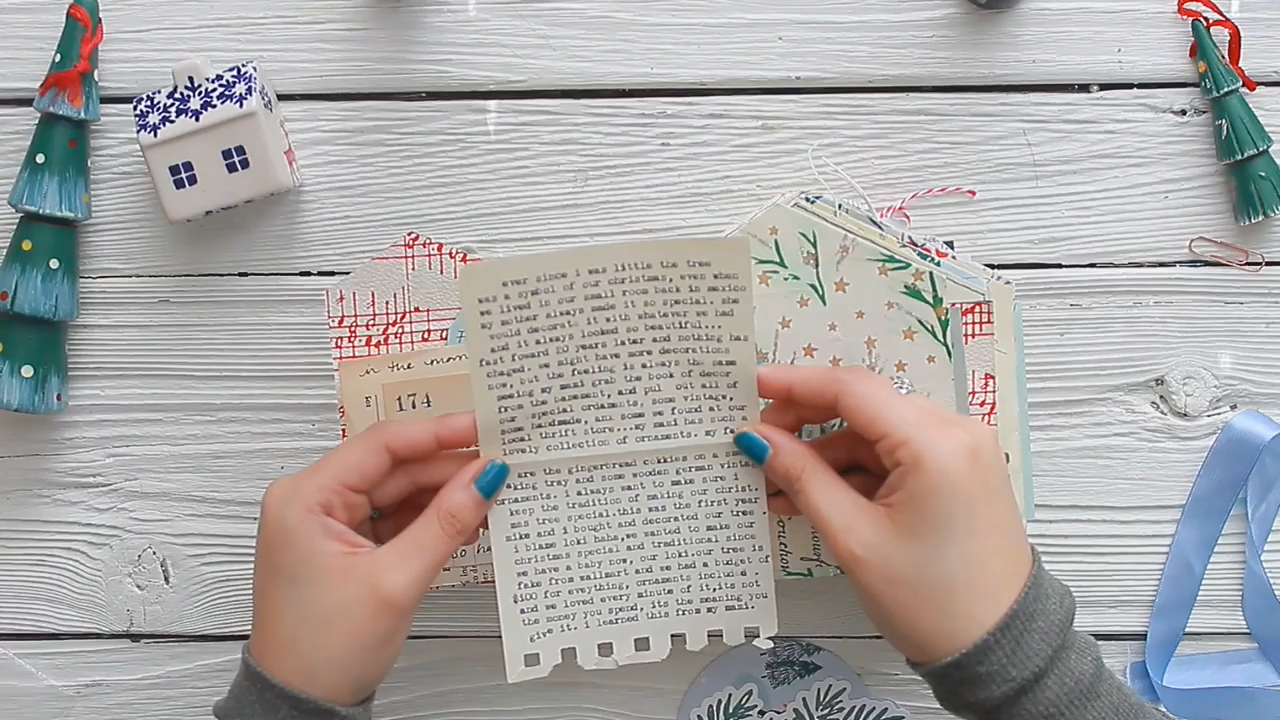 ever since i was little the tree
was a symbol of our christmas, even when
we lived in our small room back in mexico
my mother always made it so special. she
would decorat. it with whatever we had
and it always looked so beautiful...
fast foward 20 years later and nothing has
chaged. we might have more decorations
now, but the feeling is always the same
seeing my maxi grab the book of decor
from the basement, and pul out all of
our special ordaments, some vintage,
some handmade, ans some we found at our
local thrift store...my maxi has such a
lovely collection of ornaments. my fa
are the gingerbread cokkies on a
aking tray and some wooden german vinta
ornaments. i always want to make sure i
keep the tradition of making our christ.
mas tree special.this was the first year
mike and i bought and decorated our tree .
i blame loki haha,we wanted to make our
christmas special and traditional since
we have a baby now, our loki.our tree is
fake from wallmart and we had a budget of
$100 for eveything, ornaments included.
and we loved every minute of it,its not
the money you spend, its the meaning you
give it. i learned this from my maxi.
in the
174